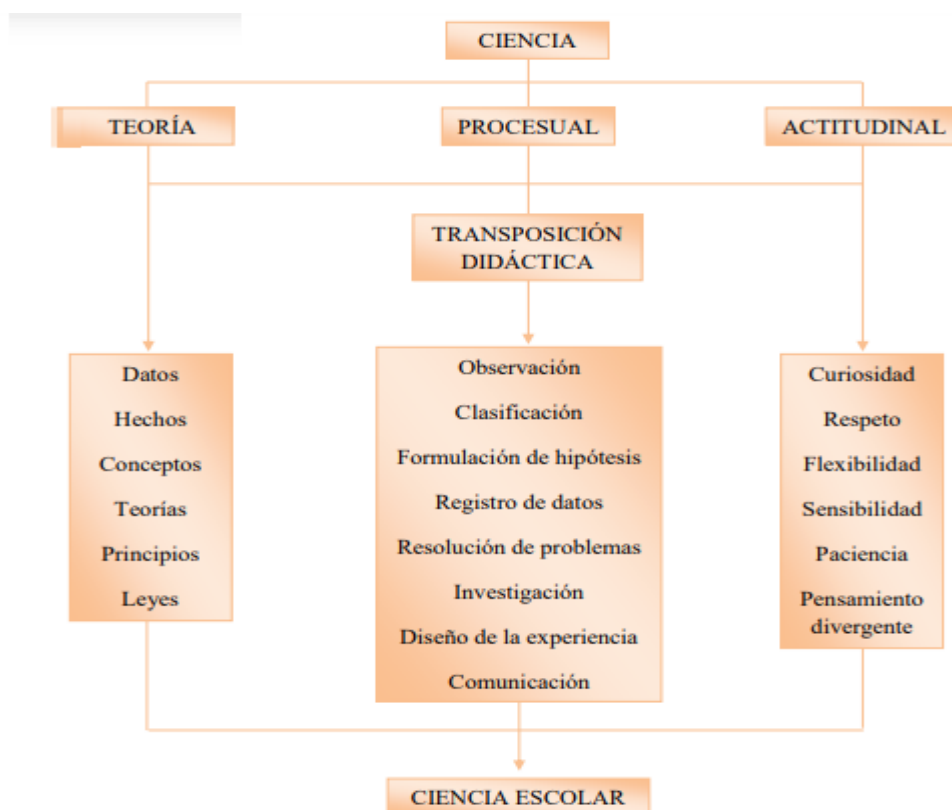 CIENCIA
TEORÍA
PROCESUAL
ACTITUDINAL
TRANSPOSICIÓN
DIDÁCTICA
Datos
Hechos
Conceptos
Teorías
Principios
Leyes
Observación
Clasificación
Formulación de hipótesis
Registro de datos
Resolución de problemas
Investigación
Diseño de la experiencia
Comunicación
Curiosidad
Respeto
Flexibilidad
Sensibilidad
Paciencia
Pensamiento
divergente
CIENCIA ESCOLAR